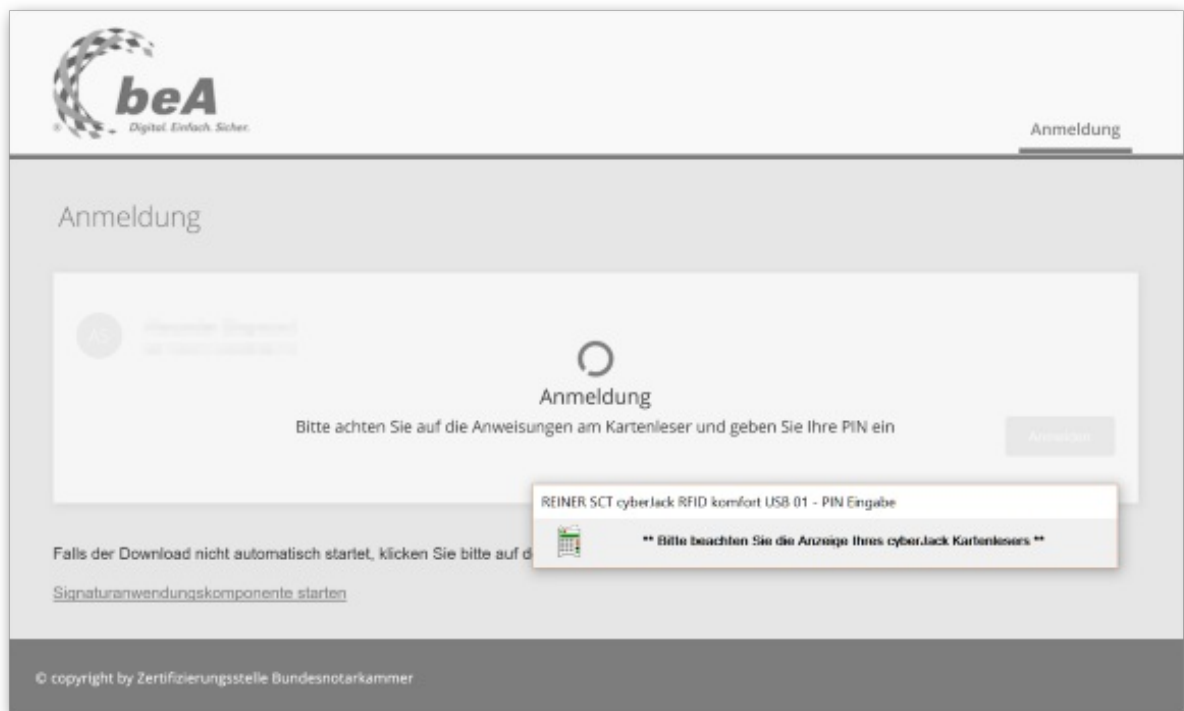 beA
® Digital. Einfach. Sicher.
Anmeldung
Anmeldung
AS
Anmeldung
Bitte achten Sie auf die Anweisungen am Kartenleser und geben Sie Ihre PIN ein
Anmelden
REINER SCT cyberJack RFID komfort USB 01 - PIN Eingabe
** Bitte beachten Sie die Anzeige Ihres cyberJack Kartenlesers **
Falls der Download nicht automatisch startet, klicken Sie bitte auf
Signaturanwendungskomponente starten
© copyright by Zertifizierungsstelle Bundesnotarkammer